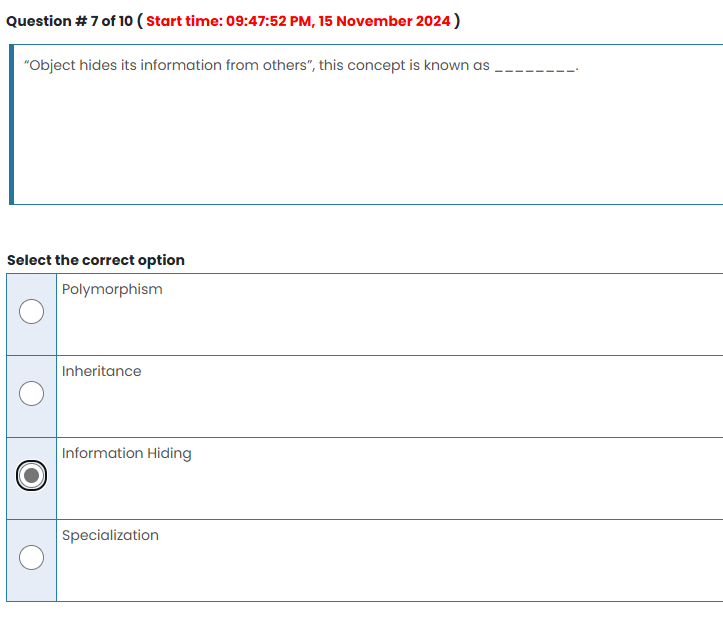 Question # 7 of 10 ( Start time: 09:47:52 PM, 15 November 2024 )
“Object hides its information from others”, this concept is known as ________.
Select the correct option
Polymorphism
Inheritance
Information Hiding
Specialization